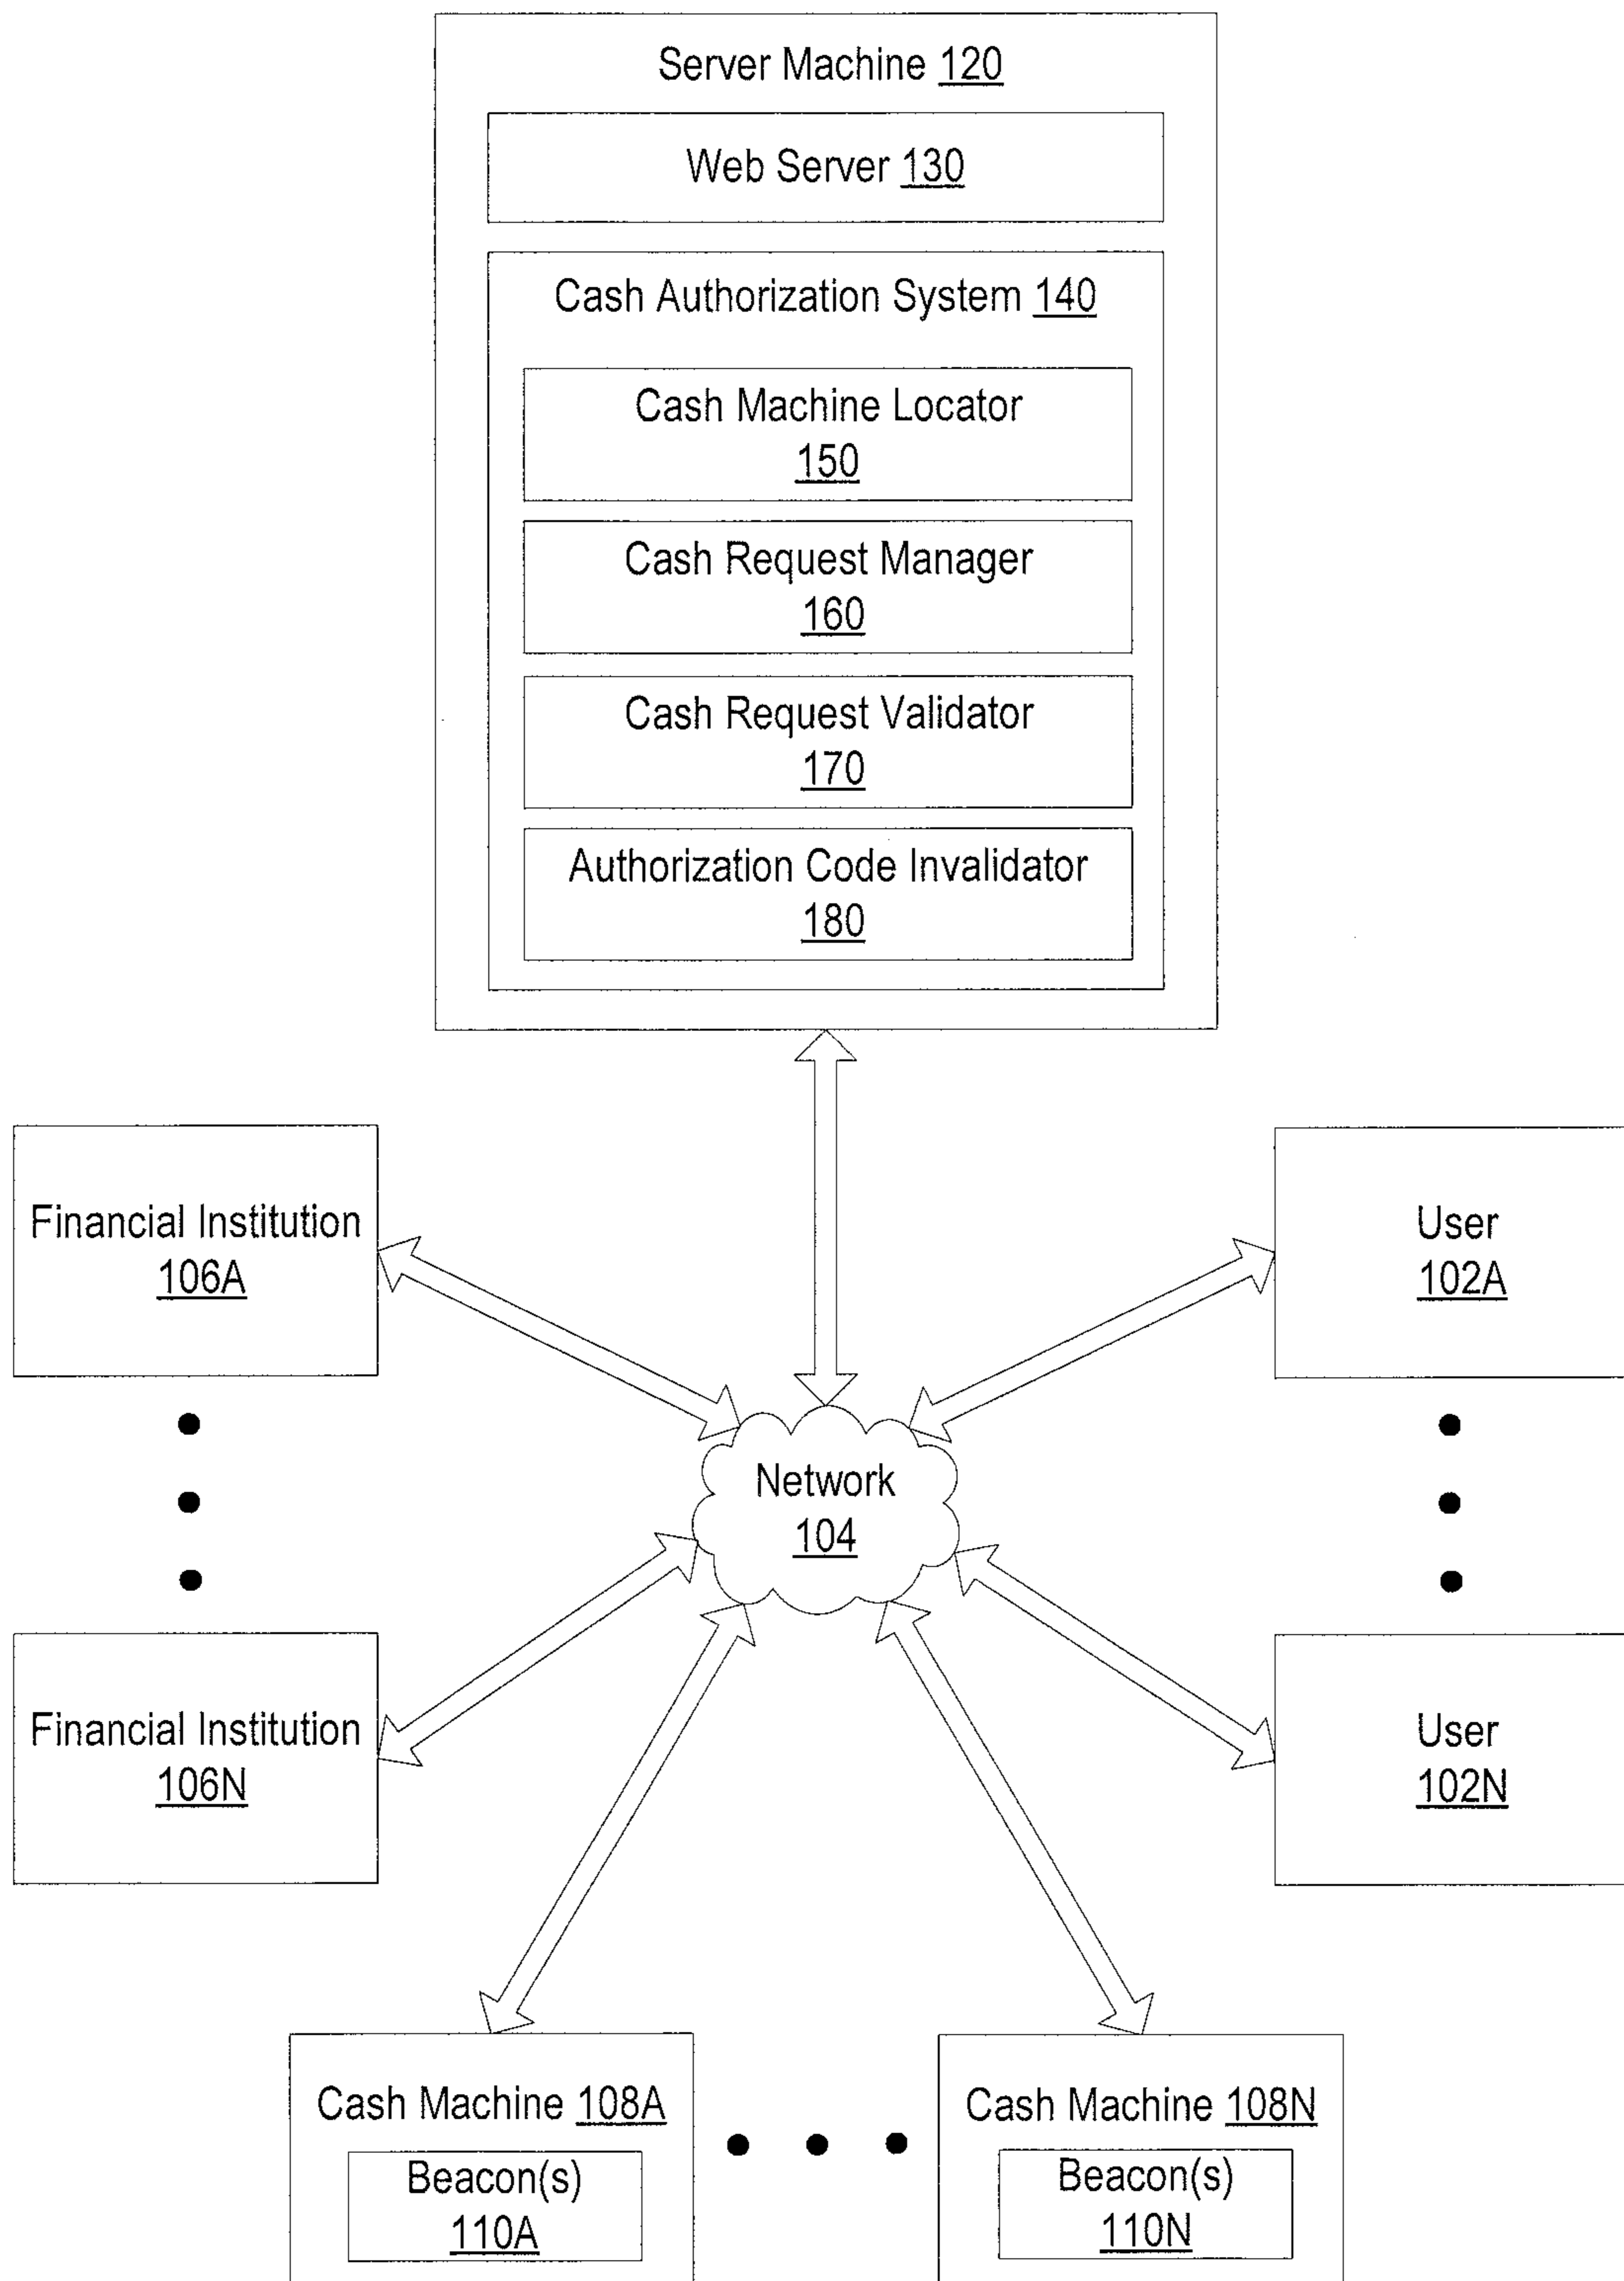 Server Machine 120
Web Server 130
Cash Authorization System 140
Cash Machine Locator
150
Cash Request Manager
160
Cash Request Validator
170
Authorization Code Invalidator
180
Financial Institution
106A
User
102A
Network
104
Financial Institution
106N
User
102N
Cash Machine 108A
Beacon(s)
110A
Cash Machine 108N
Beacon(s)
110N